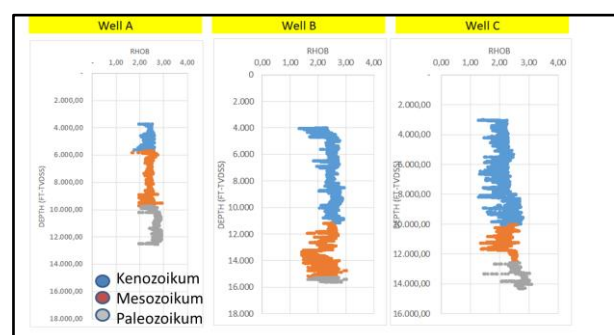 Well A
RHOB
0,00 2,00 4,00
-
2.000,00
4.000,00
6.000,00
8.000,00
10.000,00
12.000,00
14.000,00
16.000,00
18.000,00
DEPTH (FT-TVDSS)
Kenozoikum
Mesozoikum
Paleozoikum
Well B
RHOB
0,00 1,00 2,00 3,00 4,00
0
2.000
4.000
6.000
8.000
10.000
12.000
14.000
16.000
18.000
DEPTH (FT-TVDSS)
Well C
RHOB
0,00 1,00 2,00 3,00 4,00
-
2.000,00
4.000,00
6.000,00
8.000,00
10.000,00
12.000,00
14.000,00
16.000,00
DEPTH (FT-TVDSS)